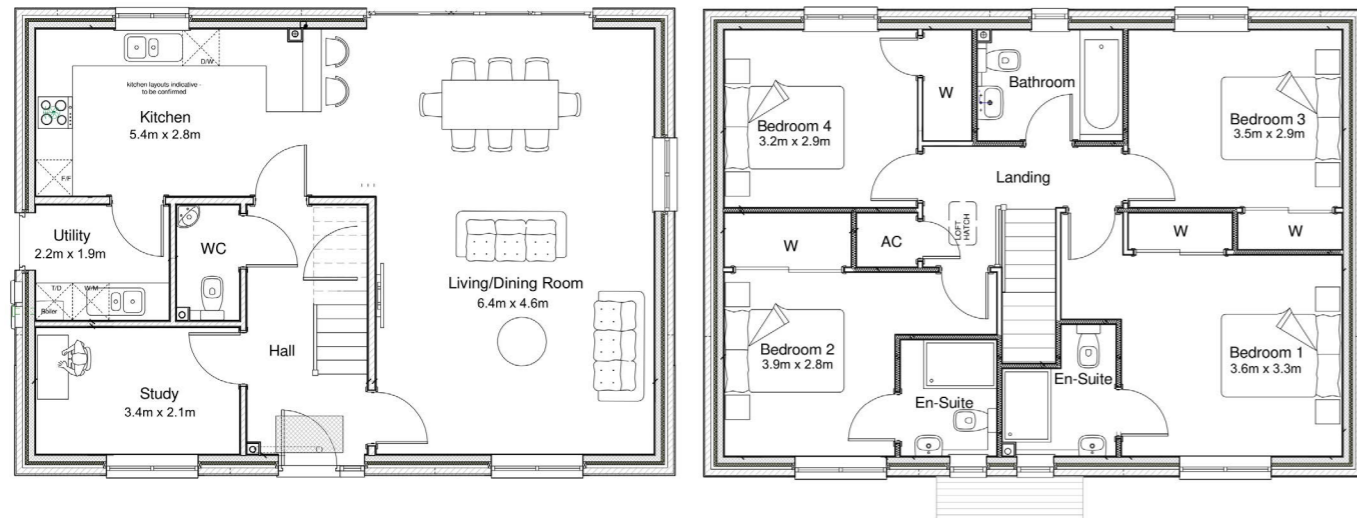 D/W
kitchen layouts indicative -
to be confirmed
Kitchen
5.4m x 2.8m
F/F
Utility
2.2m x 1.9m
WC
T/D
W/M
Boiler
Living/Dining Room
6.4m x 4.6m
Hall
Study
3.4m x 2.1m
W
Bathroom
Bedroom 4
3.2m x 2.9m
Bedroom 3
3.5m x 2.9m
Landing
LOFT
HATCH
W
AC
W
W
Bedroom 2
3.9m x 2.8m
Bedroom 1
3.6m x 3.3m
En-Suite
En-Suite